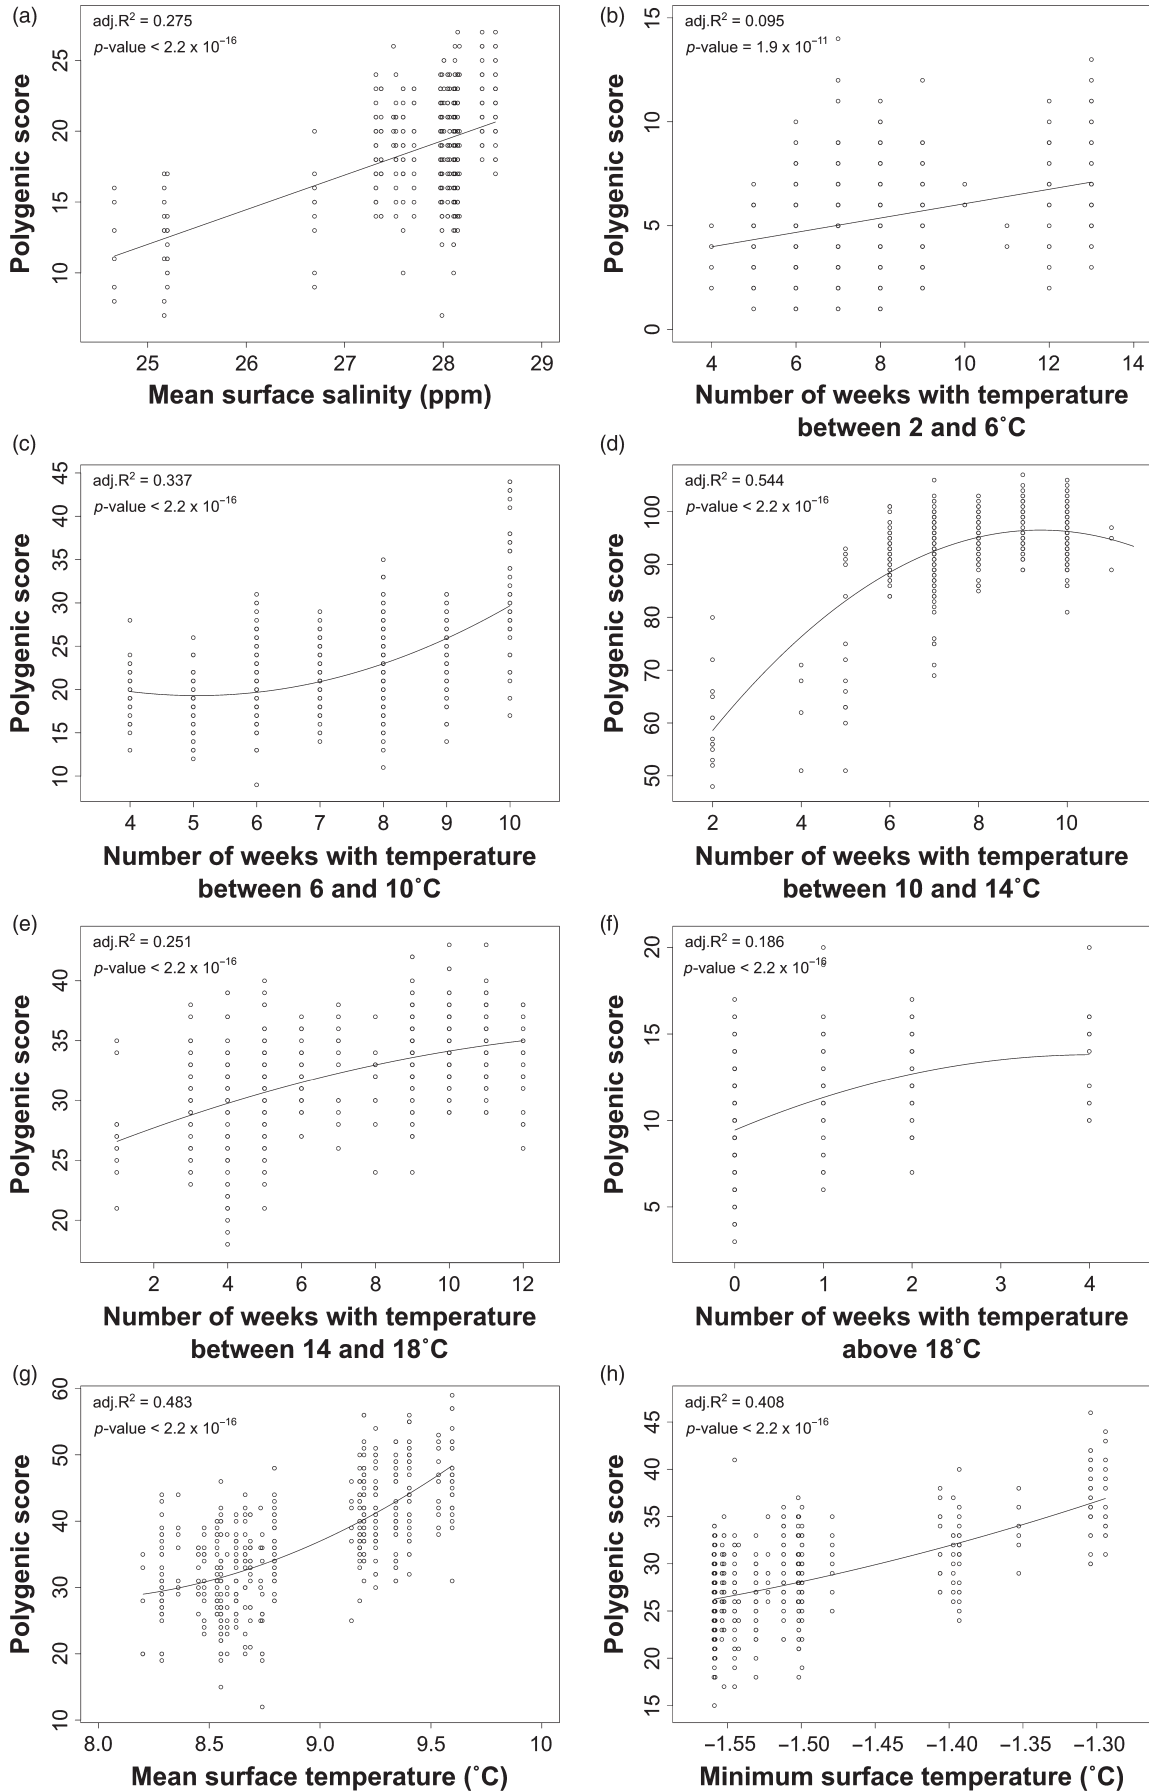 (a)
adj.R² = 0.275
p-value < 2.2 x 10⁻¹⁶
Polygenic score
25
20
15
10
25 26 27 28 29
Mean surface salinity (ppm)
(b)
adj.R² = 0.095
p-value = 1.9 x 10⁻¹¹
Polygenic score
15
10
5
0
4 6 8 10 12 14
Number of weeks with temperature
between 2 and 6˚C
(c)
adj.R² = 0.337
p-value < 2.2 x 10⁻¹⁶
Polygenic score
45
40
35
30
25
20
15
10
4 5 6 7 8 9 10
Number of weeks with temperature
between 6 and 10˚C
(d)
adj.R² = 0.544
p-value < 2.2 x 10⁻¹⁶
Polygenic score
100
90
80
70
60
50
2 4 6 8 10
Number of weeks with temperature
between 10 and 14˚C
(e)
adj.R² = 0.251
p-value < 2.2 x 10⁻¹⁶
Polygenic score
40
35
30
25
20
2 4 6 8 10 12
Number of weeks with temperature
between 14 and 18˚C
(f)
adj.R² = 0.186
p-value < 2.2 x 10⁻¹⁶
Polygenic score
20
15
10
5
0 1 2 3 4
Number of weeks with temperature
above 18˚C
(g)
adj.R² = 0.483
p-value < 2.2 x 10⁻¹⁶
Polygenic score
60
50
40
30
20
10
8.0 8.5 9.0 9.5 10
Mean surface temperature (˚C)
(h)
adj.R² = 0.408
p-value < 2.2 x 10⁻¹⁶
Polygenic score
45
40
35
30
25
20
15
−1.55 −1.50 −1.45 −1.40 −1.35 −1.30
Minimum surface temperature (˚C)